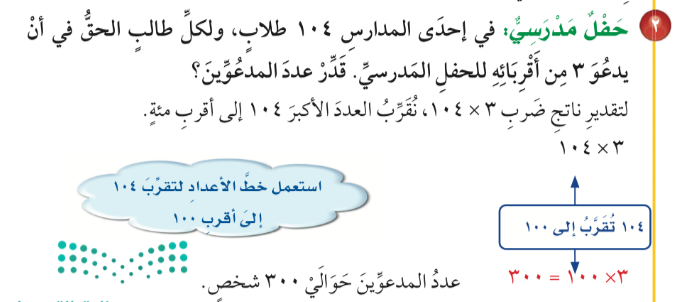 ٢ حَفْلٌ مَدْرَسِيٌّ: في إحدَى المدارسِ ١٠٤ طلابٍ، ولكلِّ طالبٍ الحقُّ في أنْ
يدعُوَ ٣ مِن أَقْرِبَائِهِ للحفلِ المَدرسيِّ. قَدِّرْ عددَ المدعُوِّينَ؟
لتقديرِ ناتجِ ضَربِ ٣ × ١٠٤، نُقَرِّبُ العددَ الأكبرَ ١٠٤ إلى أقربِ مئةٍ.
٣ × ١٠٤
استعمل خطَّ الأعدادِ لتقرِّبَ ١٠٤
إلىَ أقربِ ١٠٠
١٠٤ تُقَرَّبُ إلى ١٠٠
٣× ١٠٠ = ٣٠٠
عددُ المدعوِّينَ حَوَالَيْ ٣٠٠ شخصٍ.